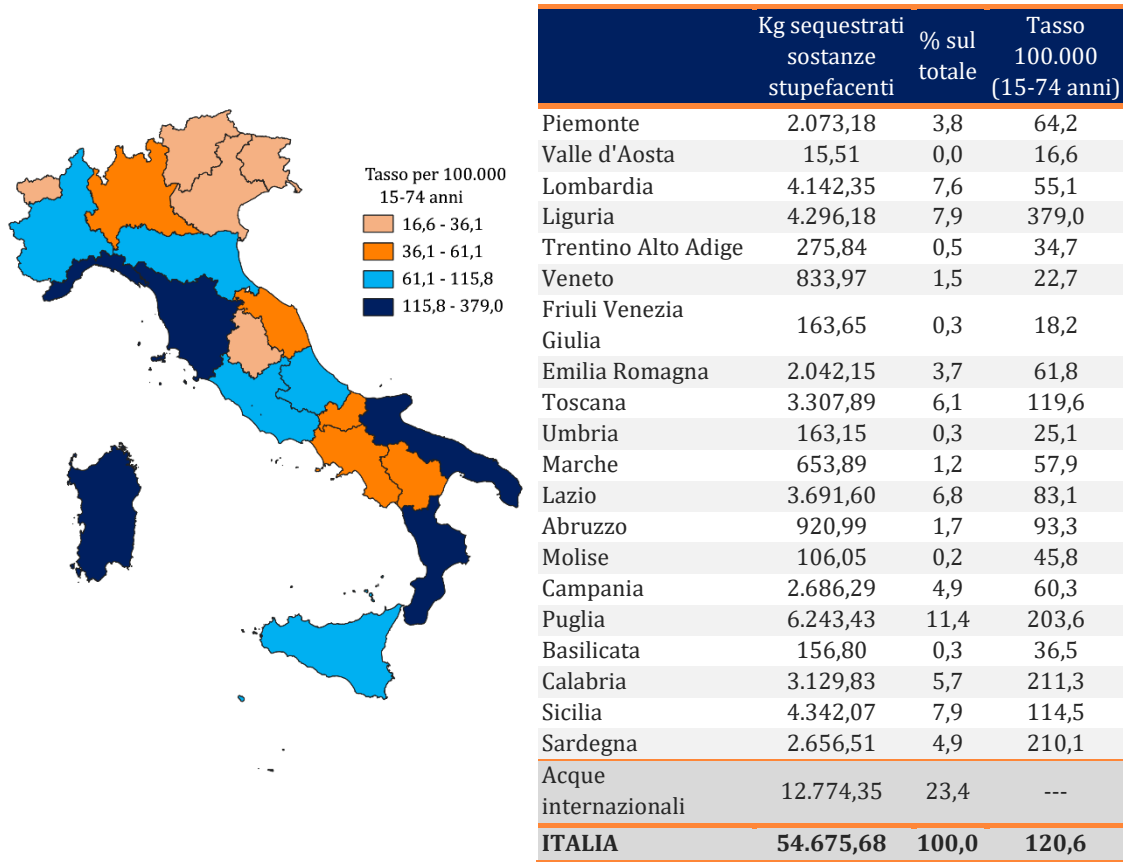 Tasso per 100.000
15-74 anni
16,6 - 36,1
36,1 - 61,1
61,1 - 115,8
115,8 - 379,0
Kg sequestrati sostanze stupefacenti % sul totale Tasso 100.000 (15-74 anni)
Piemonte 2.073,18 3,8 64,2
Valle d'Aosta 15,51 0,0 16,6
Lombardia 4.142,35 7,6 55,1
Liguria 4.296,18 7,9 379,0
Trentino Alto Adige 275,84 0,5 34,7
Veneto 833,97 1,5 22,7
Friuli Venezia Giulia 163,65 0,3 18,2
Emilia Romagna 2.042,15 3,7 61,8
Toscana 3.307,89 6,1 119,6
Umbria 163,15 0,3 25,1
Marche 653,89 1,2 57,9
Lazio 3.691,60 6,8 83,1
Abruzzo 920,99 1,7 93,3
Molise 106,05 0,2 45,8
Campania 2.686,29 4,9 60,3
Puglia 6.243,43 11,4 203,6
Basilicata 156,80 0,3 36,5
Calabria 3.129,83 5,7 211,3
Sicilia 4.342,07 7,9 114,5
Sardegna 2.656,51 4,9 210,1
Acque internazionali 12.774,35 23,4 ---
ITALIA 54.675,68 100,0 120,6